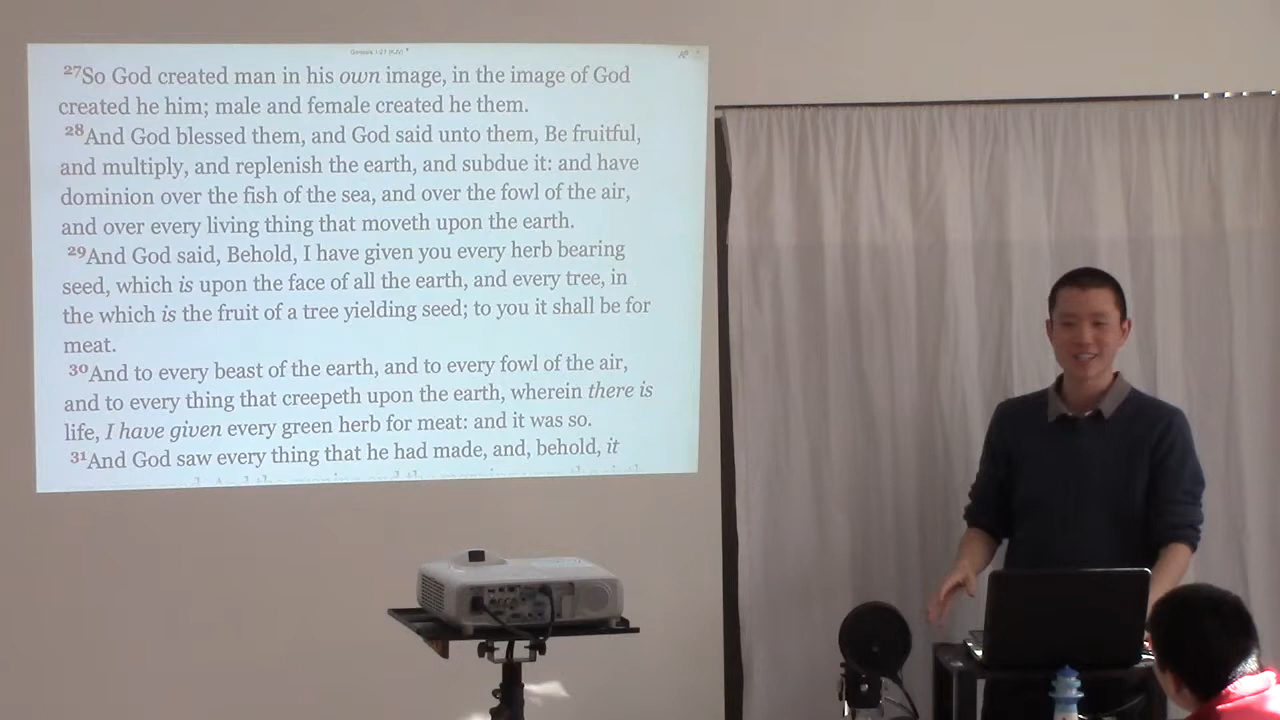 Genesis 1:27 (KJV)
27So God created man in his own image, in the image of God
created he him; male and female created he them.
28And God blessed them, and God said unto them, Be fruitful,
and multiply, and replenish the earth, and subdue it: and have
dominion over the fish of the sea, and over the fowl of the air,
and over every living thing that moveth upon the earth.
29And God said, Behold, I have given you every herb bearing
seed, which is upon the face of all the earth, and every tree, in
the which is the fruit of a tree yielding seed; to you it shall be for
meat.
30And to every beast of the earth, and to every fowl of the air,
and to every thing that creepeth upon the earth, wherein there is
life, I have given every green herb for meat: and it was so.
31And God saw every thing that he had made, and, behold, it